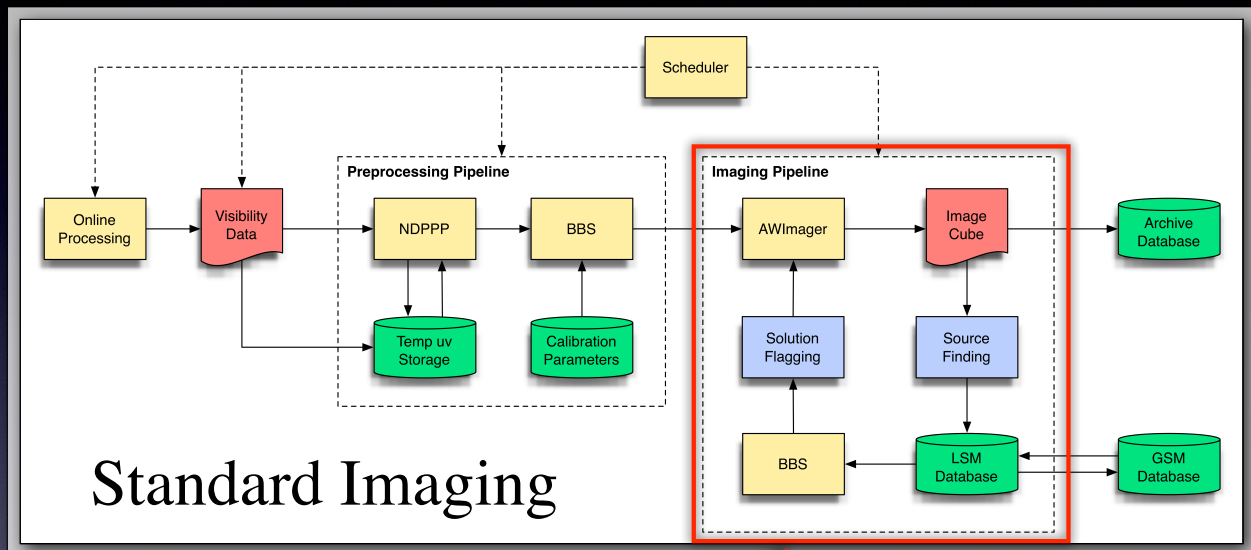 Scheduler
Preprocessing Pipeline
Imaging Pipeline
Online
Processing
Visibility
Data
NDPPP
BBS
AWImager
Image
Cube
Archive
Database
Temp uv
Storage
Calibration
Parameters
Solution
Flagging
Source
Finding
BBS
LSM
Database
GSM
Database
Standard Imaging